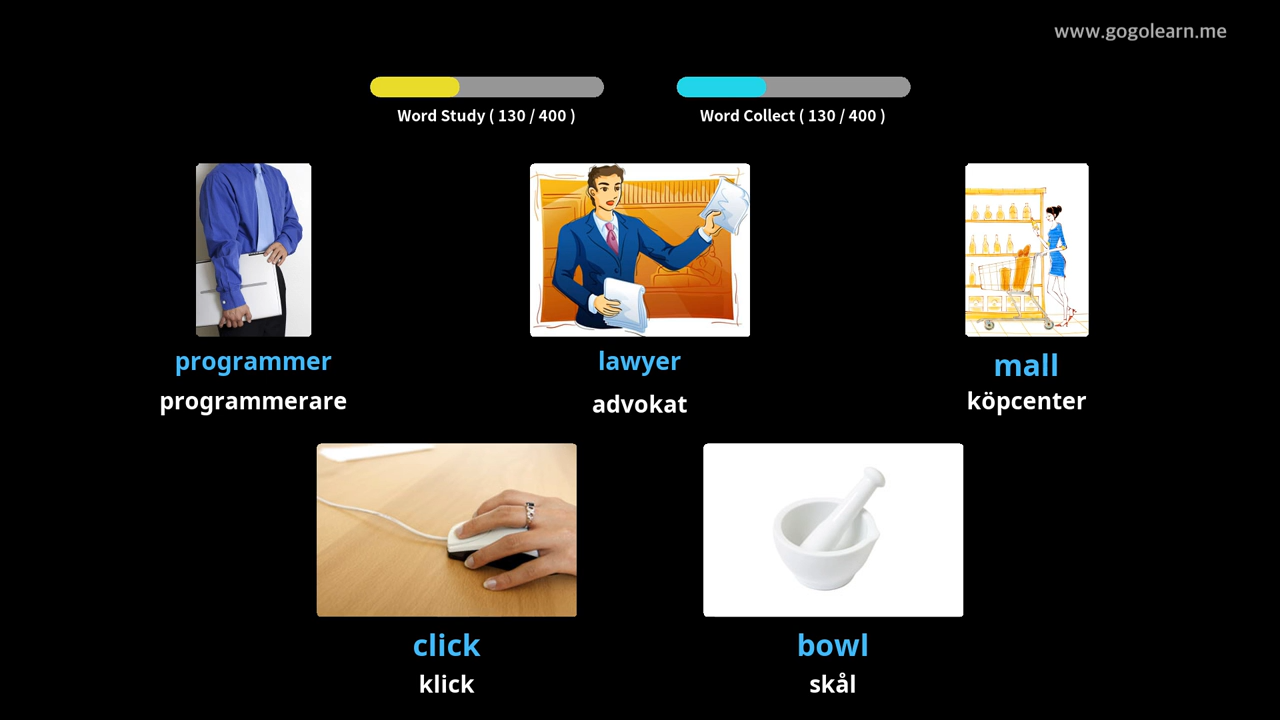 www.gogolearn.me
Word Study ( 130 / 400 )
Word Collect ( 130 / 400 )
programmer
programmerare
lawyer
advokat
mall
köpcenter
click
klick
bowl
skål